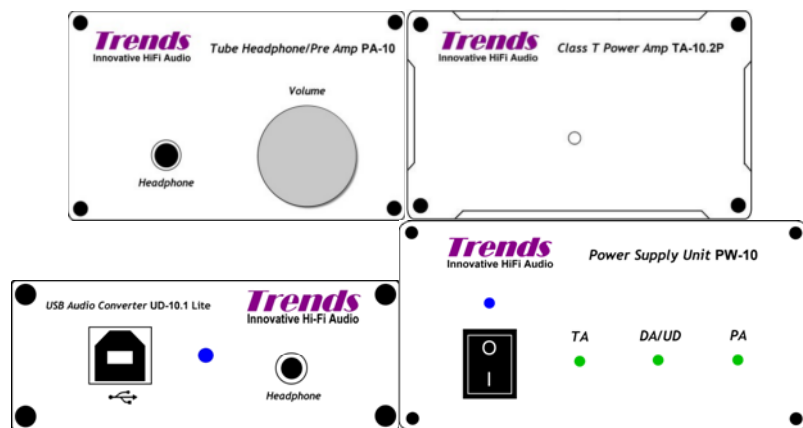 Trends
Innovative HiFi Audio
Tube Headphone/Pre Amp PA-10
Volume
Headphone
Trends
Innovative HiFi Audio
Class T Power Amp TA-10.2P
USB Audio Converter UD-10.1 Lite
Trends
Innovative Hi-Fi Audio
Headphone
Trends
Innovative HiFi Audio
Power Supply Unit PW-10
O
I
TA DA/UD PA